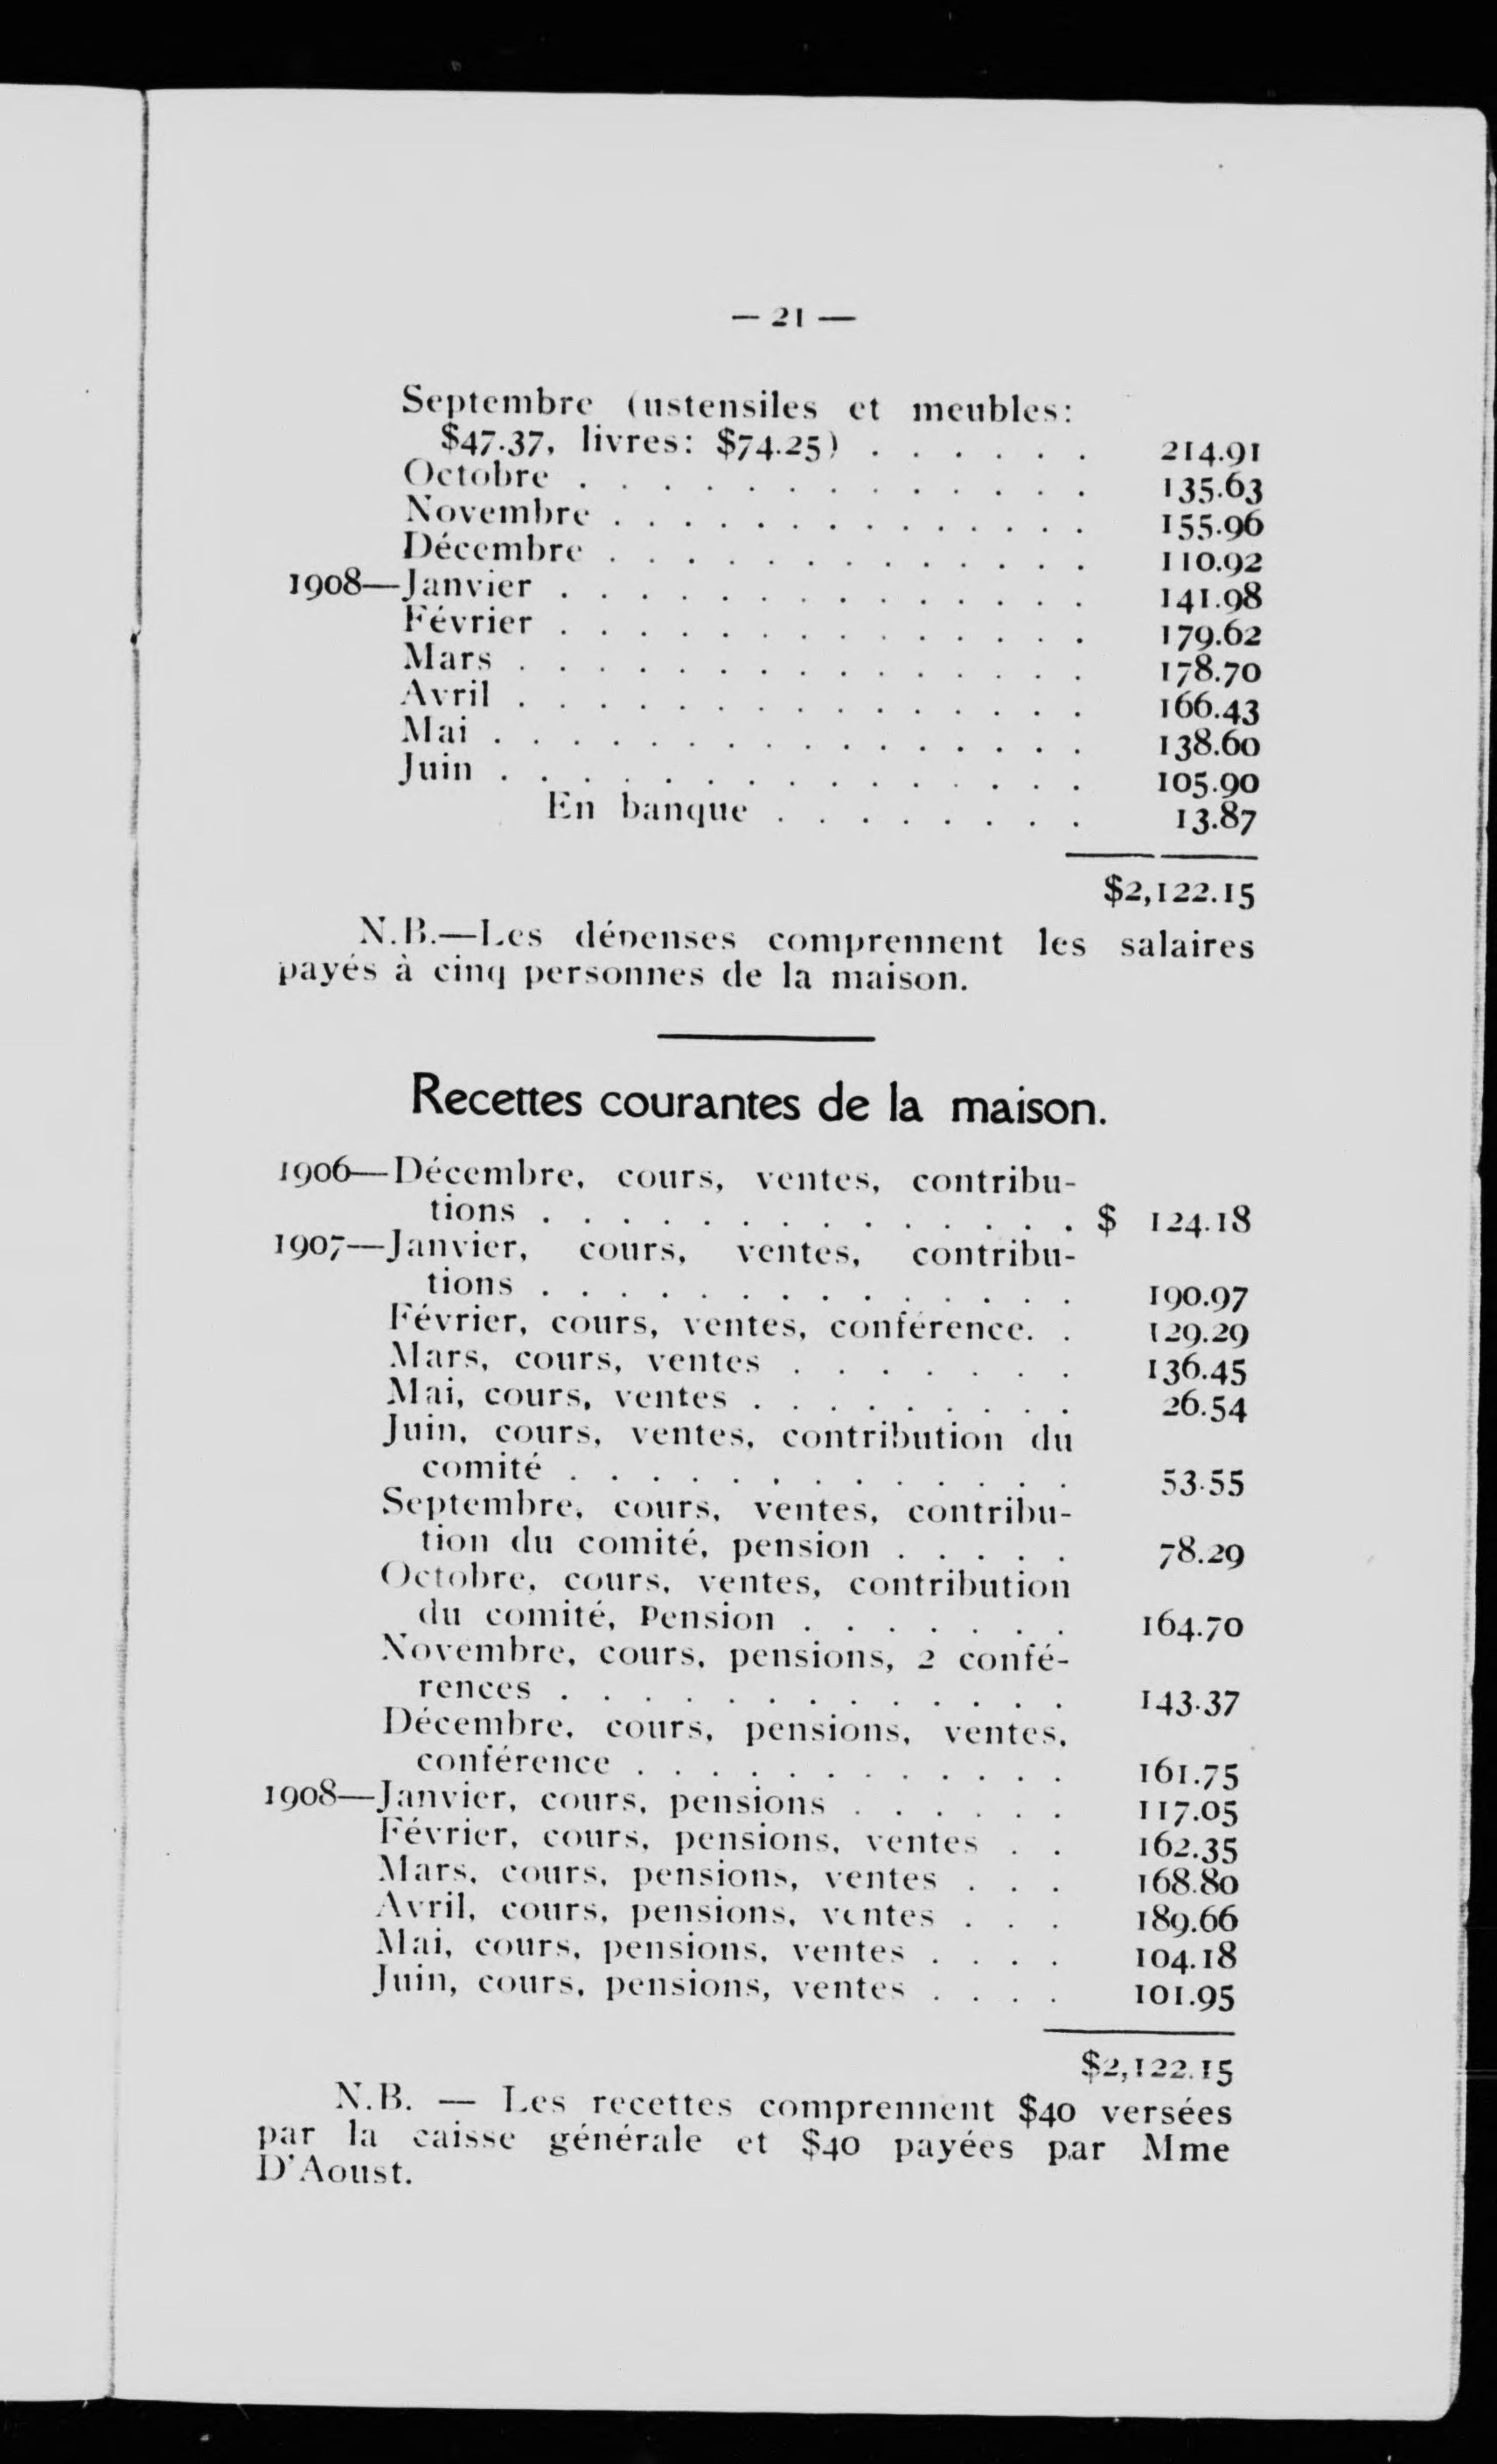 — 21 —
Septembre (ustensiles et meubles:
$47.37, livres: $74.25) . . . . . . 214.91
Octobre . . . . . . . . . . . . . . 135.63
Novembre . . . . . . . . . . . . . 155.96
Décembre . . . . . . . . . . . . . 110.92
1908—Janvier . . . . . . . . . . . . . . 141.98
Février . . . . . . . . . . . . . . 179.62
Mars . . . . . . . . . . . . . . . 178.70
Avril . . . . . . . . . . . . . . . 166.43
Mai . . . . . . . . . . . . . . . . 138.60
Juin . . . . . . . . . . . . . . . 105.90
En banque . . . . . . . . 13.87
$2,122.15
N.B.—Les dépenses comprennent les salaires
payés à cinq personnes de la maison.
Recettes courantes de la maison.
1906—Décembre, cours, ventes, contribu-
tions . . . . . . . . . . . . . . $ 124.18
1907—Janvier, cours, ventes, contribu-
tions . . . . . . . . . . . . . . 190.97
Février, cours, ventes, conférence. . 129.29
Mars, cours, ventes . . . . . . . 136.45
Mai, cours, ventes . . . . . . . . . 26.54
Juin, cours, ventes, contribution du
comité . . . . . . . . . . . . . 53.55
Septembre, cours, ventes, contribu-
tion du comité, pension . . . . . 78.29
Octobre, cours, ventes, contribution
du comité, Pension . . . . . . . 164.70
Novembre, cours, pensions, 2 confé-
rences . . . . . . . . . . . . . 143.37
Décembre, cours, pensions, ventes,
conférence . . . . . . . . . . . 161.75
1908—Janvier, cours, pensions . . . . . . 117.05
Février, cours, pensions, ventes . . 162.35
Mars, cours, pensions, ventes . . . 168.80
Avril, cours, pensions, ventes . . . 189.66
Mai, cours, pensions, ventes . . . . 104.18
Juin, cours, pensions, ventes . . . . 101.95
$2,122.15
N.B. — Les recettes comprennent $40 versées
par la caisse générale et $40 payées par Mme
D'Aoust.